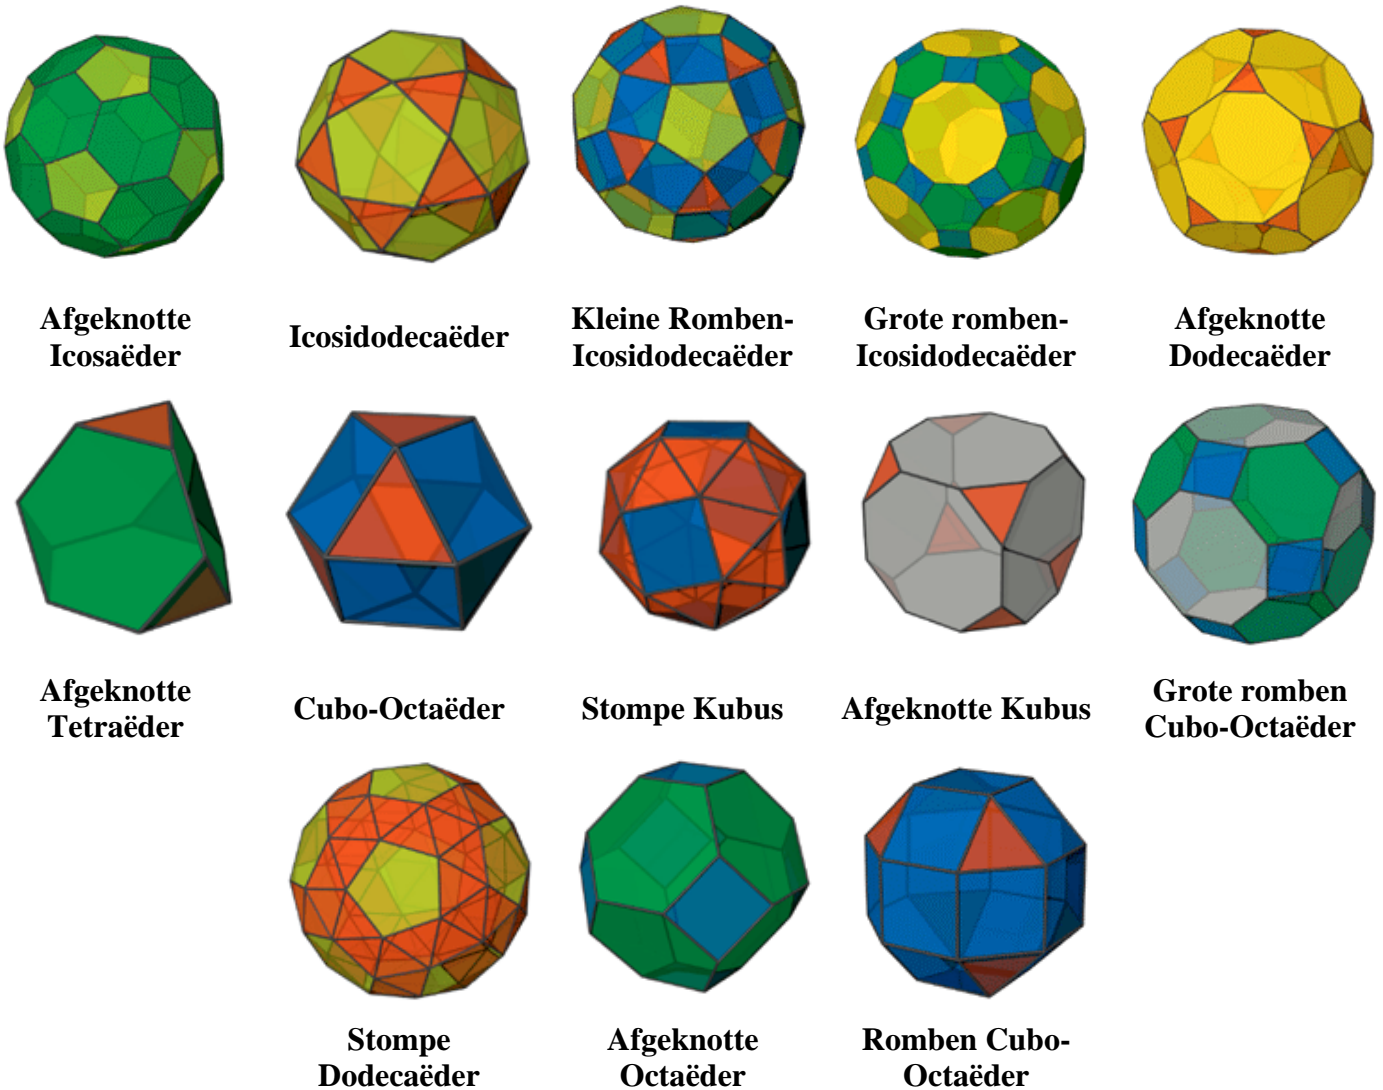 Afgeknotte
Icosaëder
Icosidodecaëder
Kleine Romben-
Icosidodecaëder
Grote romben-
Icosidodecaëder
Afgeknotte
Dodecaëder
Afgeknotte
Tetraëder
Cubo-Octaëder
Stompe Kubus
Afgeknotte Kubus
Grote romben
Cubo-Octaëder
Stompe
Dodecaëder
Afgeknotte
Octaëder
Romben Cubo-
Octaëder